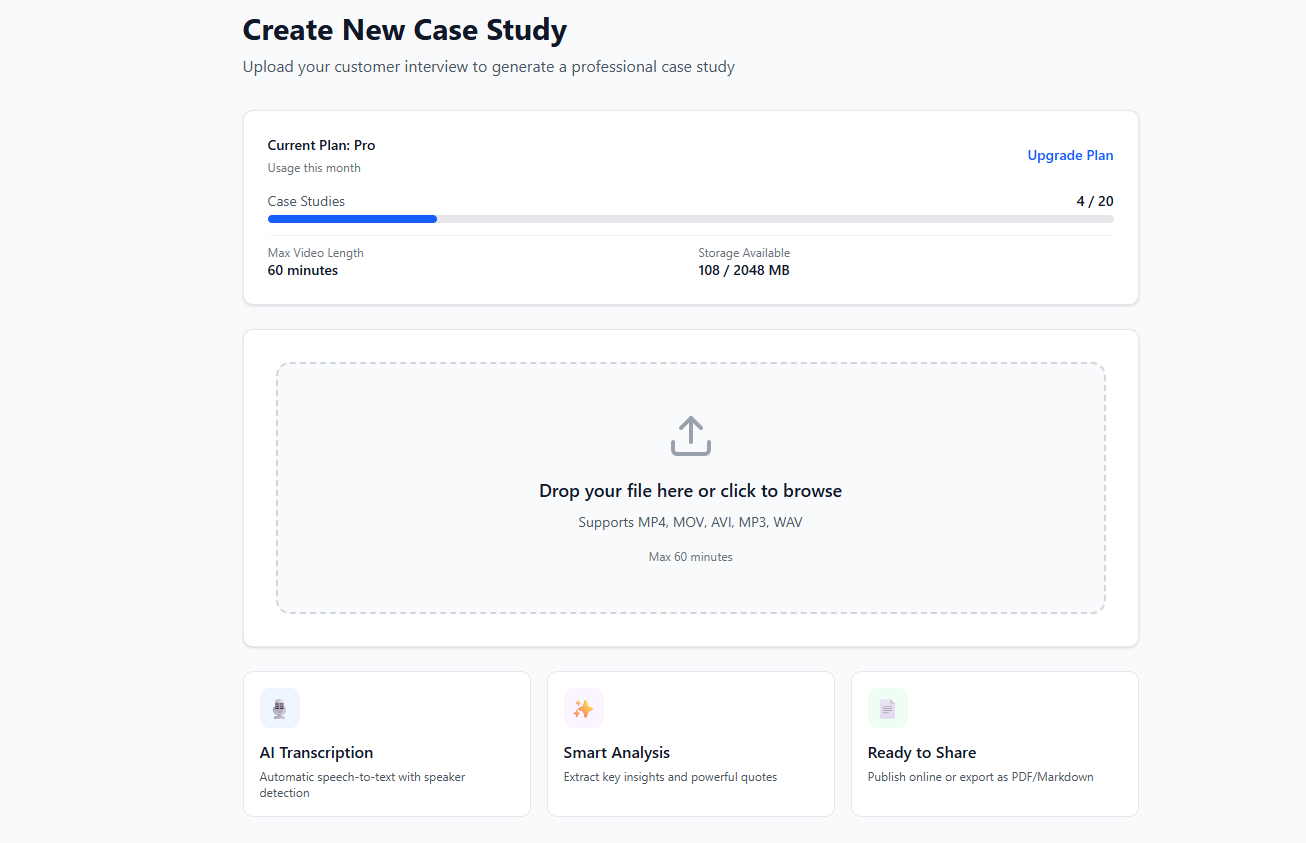 Create New Case Study
Upload your customer interview to generate a professional case study
Current Plan: Pro
Usage this month
Upgrade Plan
Case Studies
4 / 20
Max Video Length
60 minutes
Storage Available
108 / 2048 MB
Drop your file here or click to browse
Supports MP4, MOV, AVI, MP3, WAV
Max 60 minutes
AI Transcription
Automatic speech-to-text with speaker
detection
Smart Analysis
Extract key insights and powerful quotes
Ready to Share
Publish online or export as PDF/Markdown